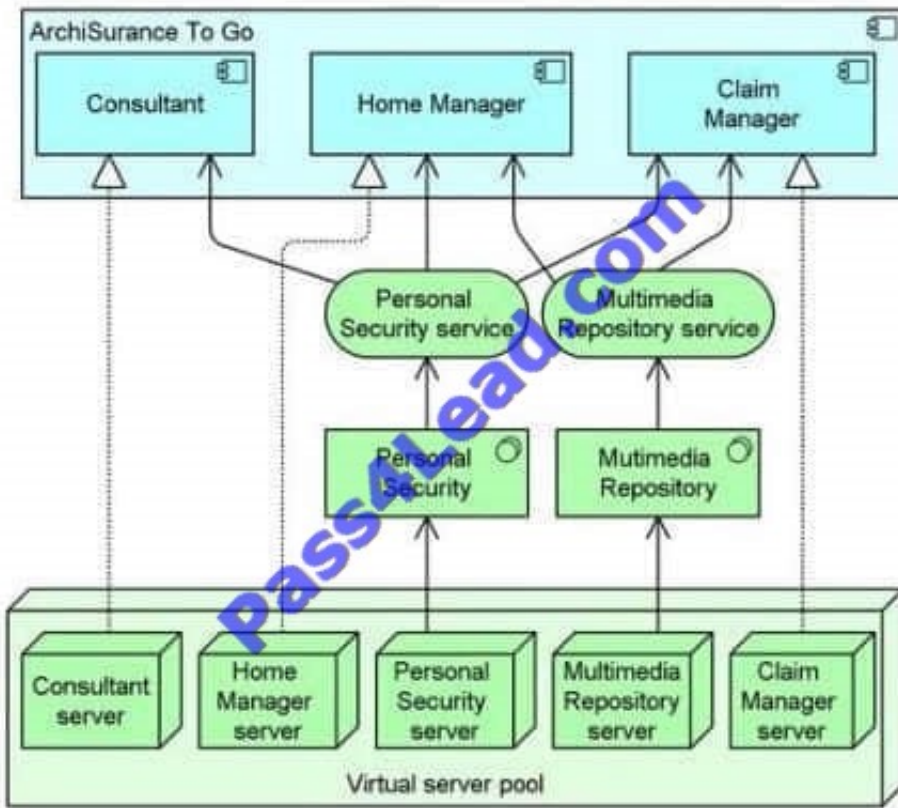 ArchiSurance To Go
Consultant
Home Manager
Claim
Manager
Personal
Security service
Multimedia
Repository service
Personal
Security
Mutimedia
Repository
Consultant
server
Home
Manager
server
Personal
Security
server
Multimedia
Repository
server
Claim
Manager
server
Virtual server pool
Pass4Lead.com